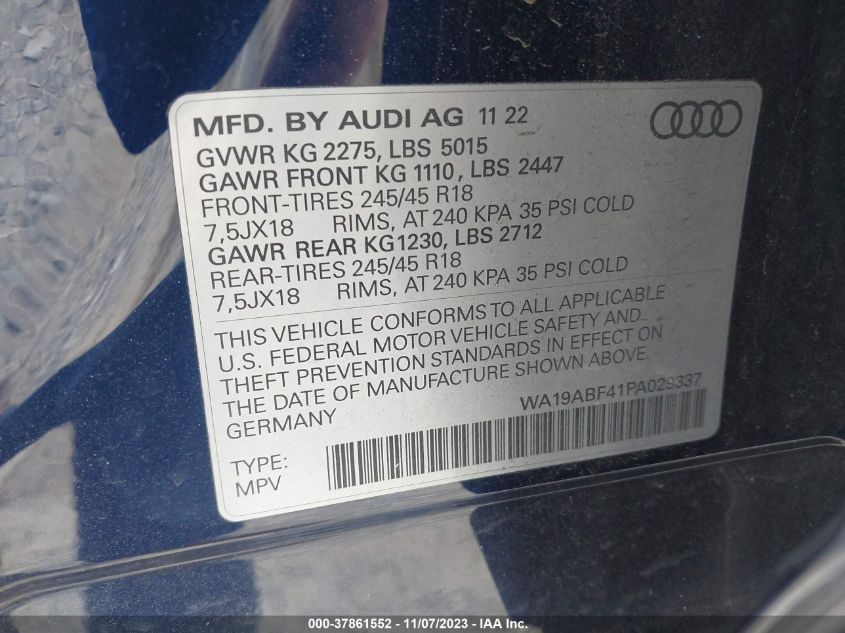 MFD. BY AUDI AG 11 22
GVWR KG 2275, LBS 5015
GAWR FRONT KG 1110, LBS 2447
FRONT-TIRES 245/45 R18
7,5JX18 RIMS, AT 240 KPA 35 PSI COLD
GAWR REAR KG1230, LBS 2712
REAR-TIRES 245/45 R18
7,5JX18 RIMS, AT 240 KPA 35 PSI COLD
THIS VEHICLE CONFORMS TO ALL APPLICABLE
U.S. FEDERAL MOTOR VEHICLE SAFETY AND
THEFT PREVENTION STANDARDS IN EFFECT ON
THE DATE OF MANUFACTURE SHOWN ABOVE.
GERMANY WA19ABF41PA029337
TYPE:
MPV
000-37861552 - 11/07/2023 - IAA Inc.